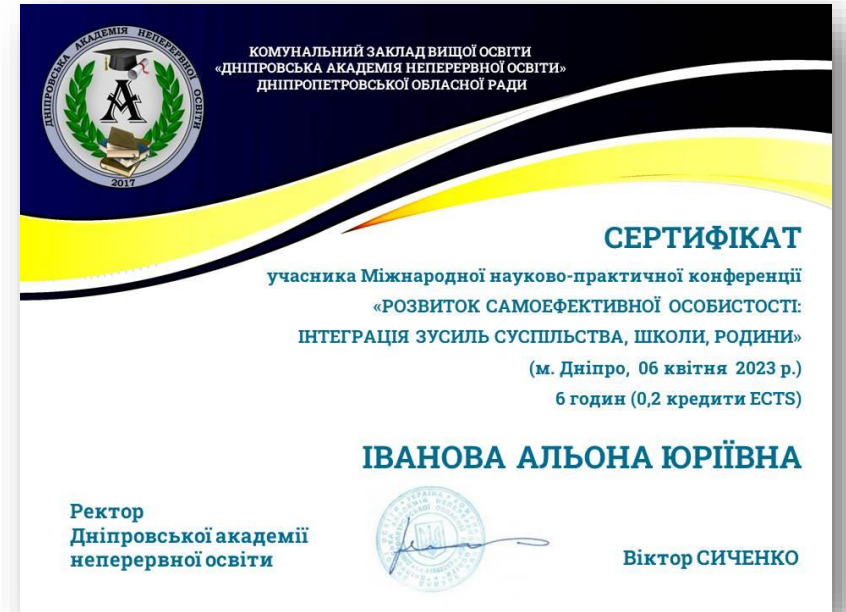 ДНІПРОВСЬКА АКАДЕМІЯ НЕПЕРЕРВНОЇ ОСВІТИ
А
2017
КОМУНАЛЬНИЙ ЗАКЛАД ВИЩОЇ ОСВІТИ
«ДНІПРОВСЬКА АКАДЕМІЯ НЕПЕРЕРВНОЇ ОСВІТИ»
ДНІПРОПЕТРОВСЬКОЇ ОБЛАСНОЇ РАДИ
СЕРТИФІКАТ
учасника Міжнародної науково-практичної конференції
«РОЗВИТОК САМОЕФЕКТИВНОЇ ОСОБИСТОСТІ:
ІНТЕГРАЦІЯ ЗУСИЛЬ СУСПІЛЬСТВА, ШКОЛИ, РОДИНИ»
(м. Дніпро, 06 квітня 2023 р.)
6 годин (0,2 кредити ECTS)
ІВАНОВА АЛЬОНА ЮРІЇВНА
Ректор
Дніпровської академії
неперервної освіти
УКРАЇНА
Віктор СИЧЕНКО